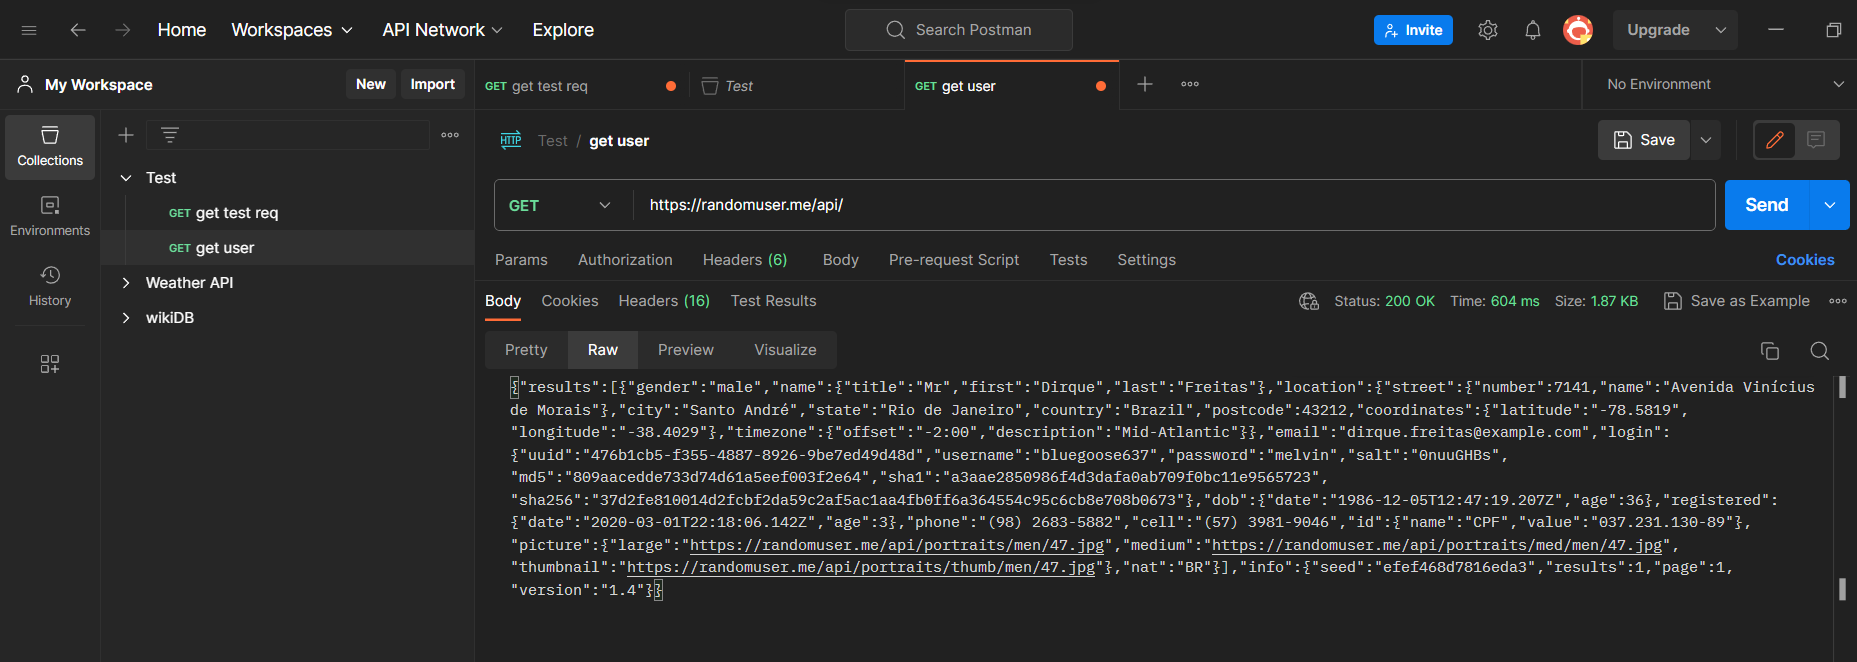 Home Workspaces API Network Explore Search Postman Invite Upgrade
My Workspace New Import GET get test req Test GET get user No Environment
Collections
Environments
History
Test
GET get test req
GET get user
Weather API
wikiDB
HTTP Test / get user Save
GET https://randomuser.me/api/ Send
Params Authorization Headers (6) Body Pre-request Script Tests Settings Cookies
Body Cookies Headers (16) Test Results Status: 200 OK Time: 604 ms Size: 1.87 KB Save as Example
Pretty Raw Preview Visualize
{"results":[{"gender":"male","name":{"title":"Mr","first":"Dirque","last":"Freitas"},"location":{"street":{"number":7141,"name":"Avenida Vinícius
de Morais"},"city":"Santo André","state":"Rio de Janeiro","country":"Brazil","postcode":43212,"coordinates":{"latitude":"-78.5819",
"longitude":"-38.4029"},"timezone":{"offset":"-2:00","description":"Mid-Atlantic"}},"email":"dirque.freitas@example.com","login":
{"uuid":"476b1cb5-f355-4887-8926-9be7ed49d48d","username":"bluegoose637","password":"melvin","salt":"0nuuGHBs",
"md5":"809aacedde733d74d61a5eef003f2e64","sha1":"a3aae2850986f4d3dafa0ab709f0bc11e9565723",
"sha256":"37d2fe810014d2fcbf2da59c2af5ac1aa4fb0ff6a364554c95c6cb8e708b0673"},"dob":{"date":"1986-12-05T12:47:19.207Z","age":36},"registered":
{"date":"2020-03-01T22:18:06.142Z","age":3},"phone":"(98) 2683-5882","cell":"(57) 3981-9046","id":{"name":"CPF","value":"037.231.130-89"},
"picture":{"large":"https://randomuser.me/api/portraits/men/47.jpg","medium":"https://randomuser.me/api/portraits/med/men/47.jpg",
"thumbnail":"https://randomuser.me/api/portraits/thumb/men/47.jpg"},"nat":"BR"}],"info":{"seed":"efef468d7816eda3","results":1,"page":1,
"version":"1.4"}}